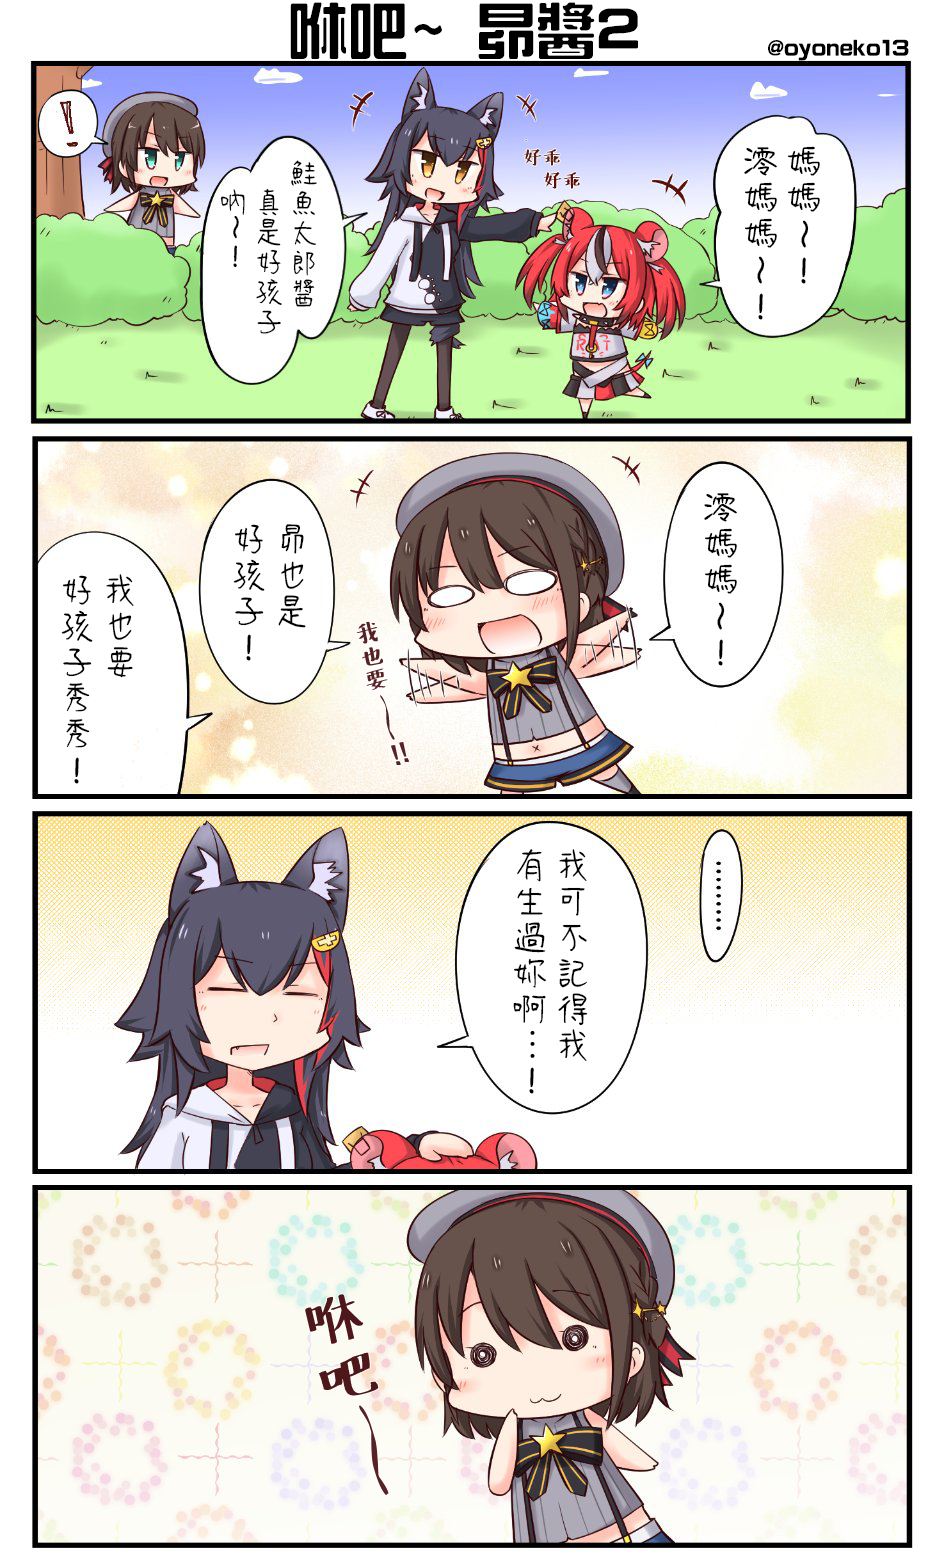 咻吧~ 昴醬2
@oyoneko13
媽媽～！
澪媽媽～！
好乖
好乖
鮭魚太郎醬
真是好孩子
吶～！
！
RAT
澪媽媽～！
我也要～!!
昴也是
好孩子！
我也要
好孩子秀秀！
………
我可不記得我
有生過妳啊…！
咻吧～